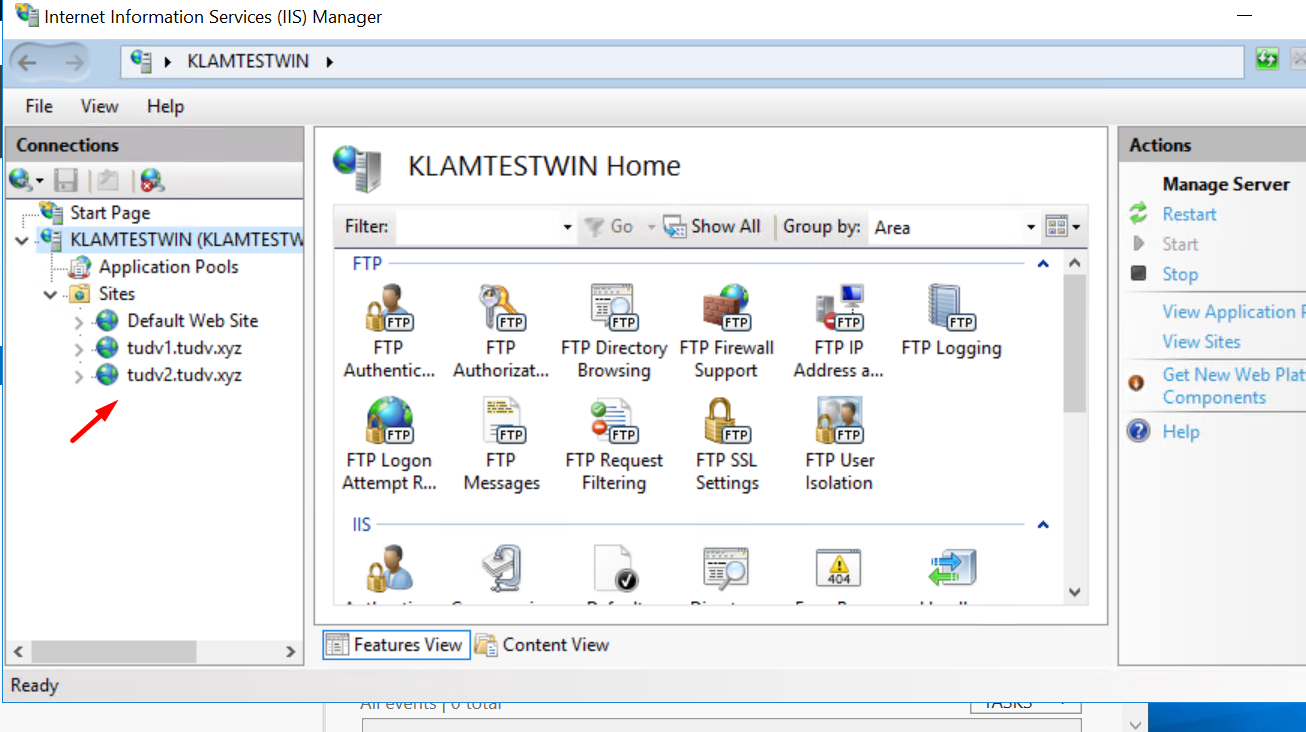 Internet Information Services (IIS) Manager
KLAMTESTWIN
File View Help
Connections
Start Page
KLAMTESTWIN (KLAMTESTW
Application Pools
Sites
Default Web Site
tudv1.tudv.xyz
tudv2.tudv.xyz
KLAMTESTWIN Home
Filter: Go Show All Group by: Area
FTP
FTP Authentic...
FTP Authorizat...
FTP Directory Browsing
FTP Firewall Support
FTP IP Address a...
FTP Logging
FTP Logon Attempt R...
FTP Messages
FTP Request Filtering
FTP SSL Settings
FTP User Isolation
IIS
404
Features View
Content View
Actions
Manage Server
Restart
Start
Stop
View Application
View Sites
Get New Web Plat
Components
Help
Ready
All events | 0 total
TASKS